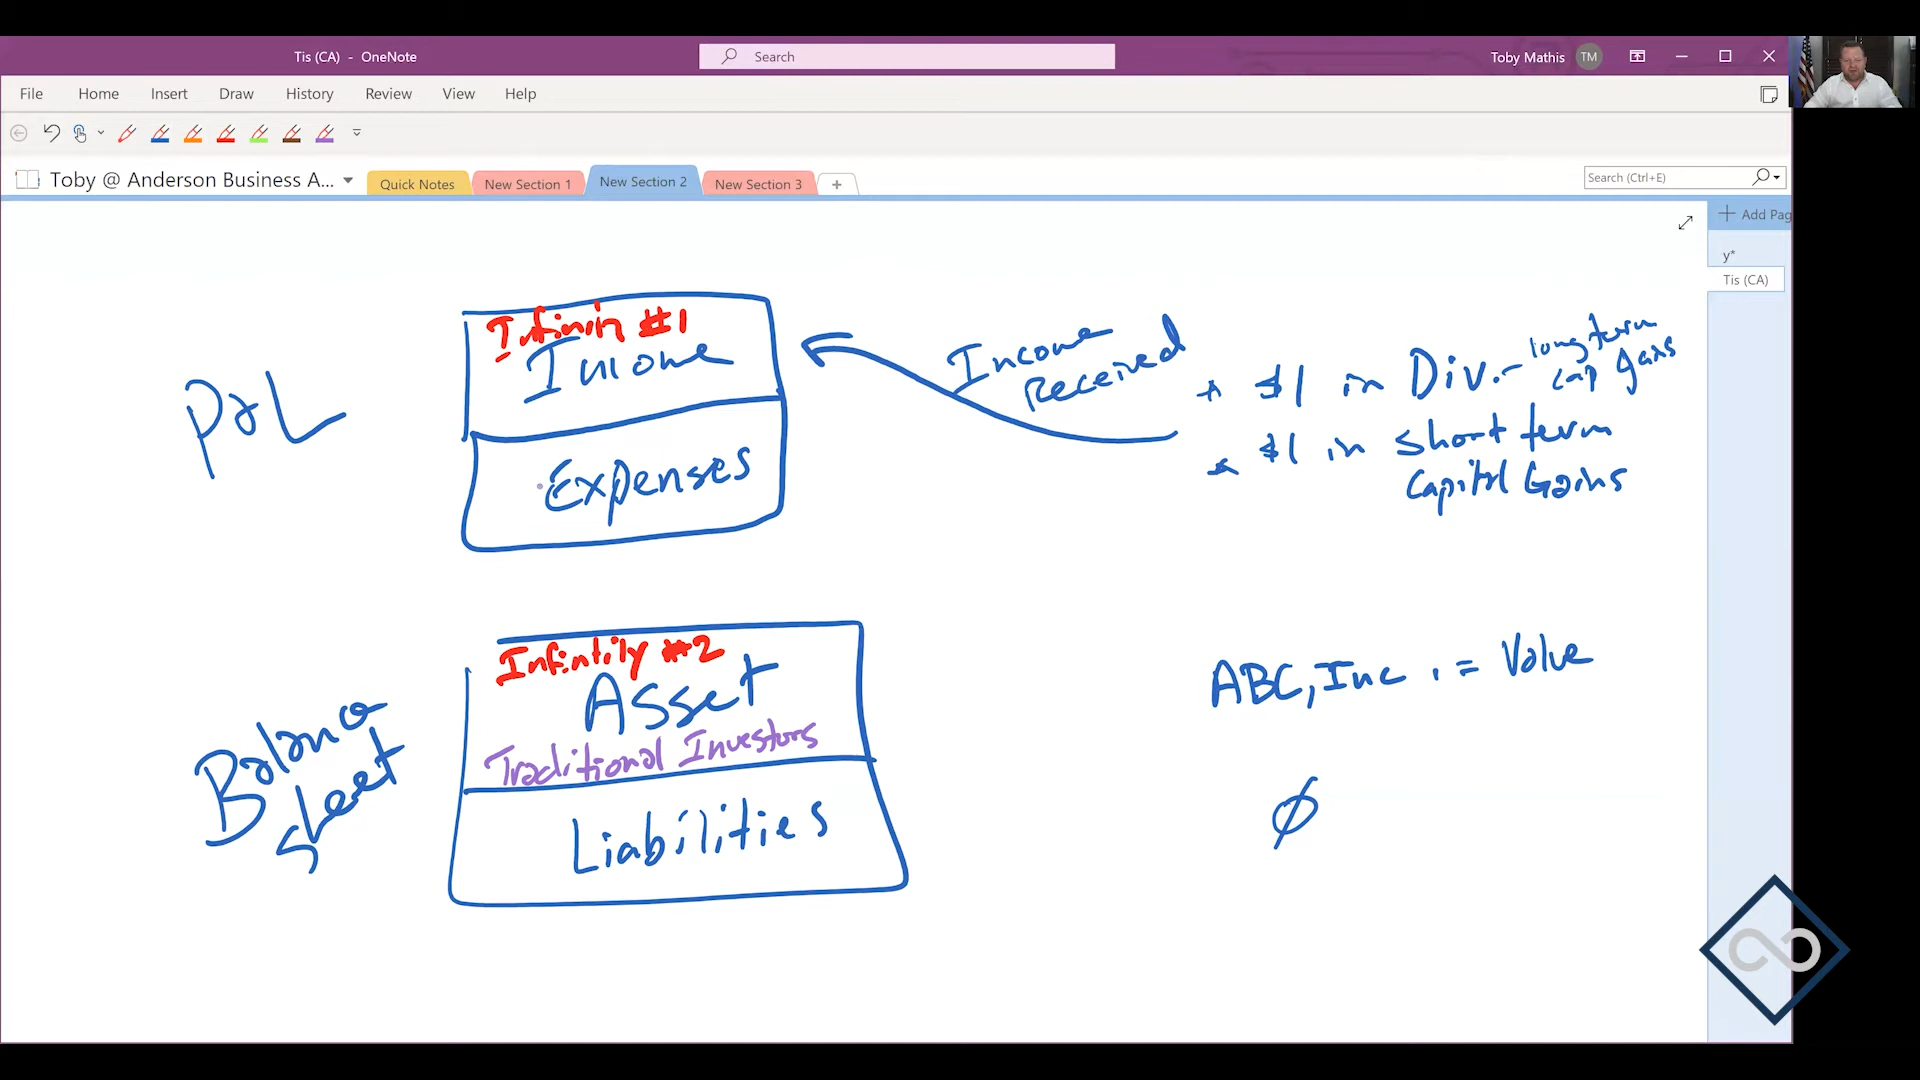 Tis (CA) - OneNote
Search
Toby Mathis TM
File Home Insert Draw History Review View Help
Toby @ Anderson Business A...
Quick Notes
New Section 1
New Section 2
New Section 3
Search (Ctrl+E)
Add Pag
y*
Tis (CA)
P&L
#1
Income
Expenses
Income
Received
* $1 in Div. - long term
cap gains
* $1 in short term
Capital Gains
Balance
Sheet
Infintily #2
Asset
Traditional Investors
Liabilities
ABC, Inc. = Value
Ø